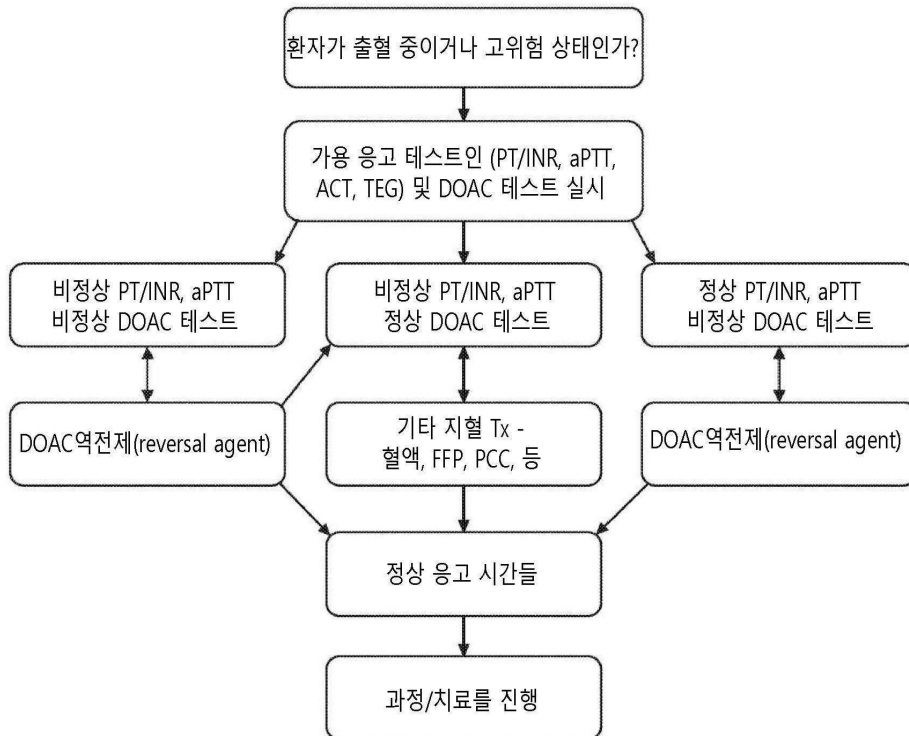 환자가 출혈 중이거나 고위험 상태인가?
가용 응고 테스트인 (PT/INR, aPTT,
ACT, TEG) 및 DOAC 테스트 실시
비정상 PT/INR, aPTT
비정상 DOAC 테스트
비정상 PT/INR, aPTT
정상 DOAC 테스트
정상 PT/INR, aPTT
비정상 DOAC 테스트
DOAC역전제(reversal agent)
기타 지혈 Tx -
혈액, FFP, PCC, 등
DOAC역전제(reversal agent)
정상 응고 시간들
과정/치료를 진행